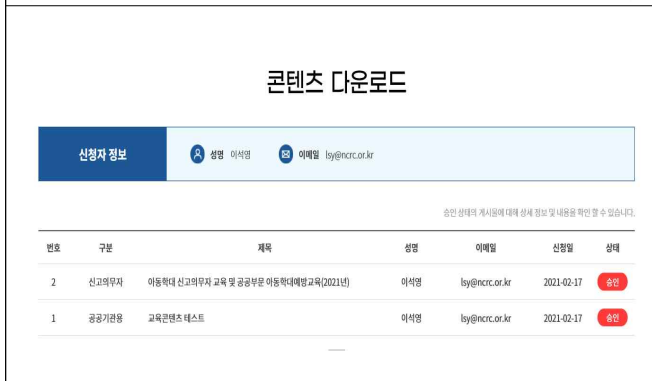 콘텐츠 다운로드
신청자 정보 성명 이석영 이메일 lsy@ncrc.or.kr
승인 상태의 게시물에 대해 상세 정보 및 내용을 확인 할 수 있습니다.
번호 구분 제목 성명 이메일 신청일 상태
2 신고의무자 아동학대 신고의무자 교육 및 공공부문 아동학대예방교육(2021년) 이석영 lsy@ncrc.or.kr 2021-02-17 승인
1 공공기관용 교육콘텐츠 테스트 이석영 lsy@ncrc.or.kr 2021-02-17 승인